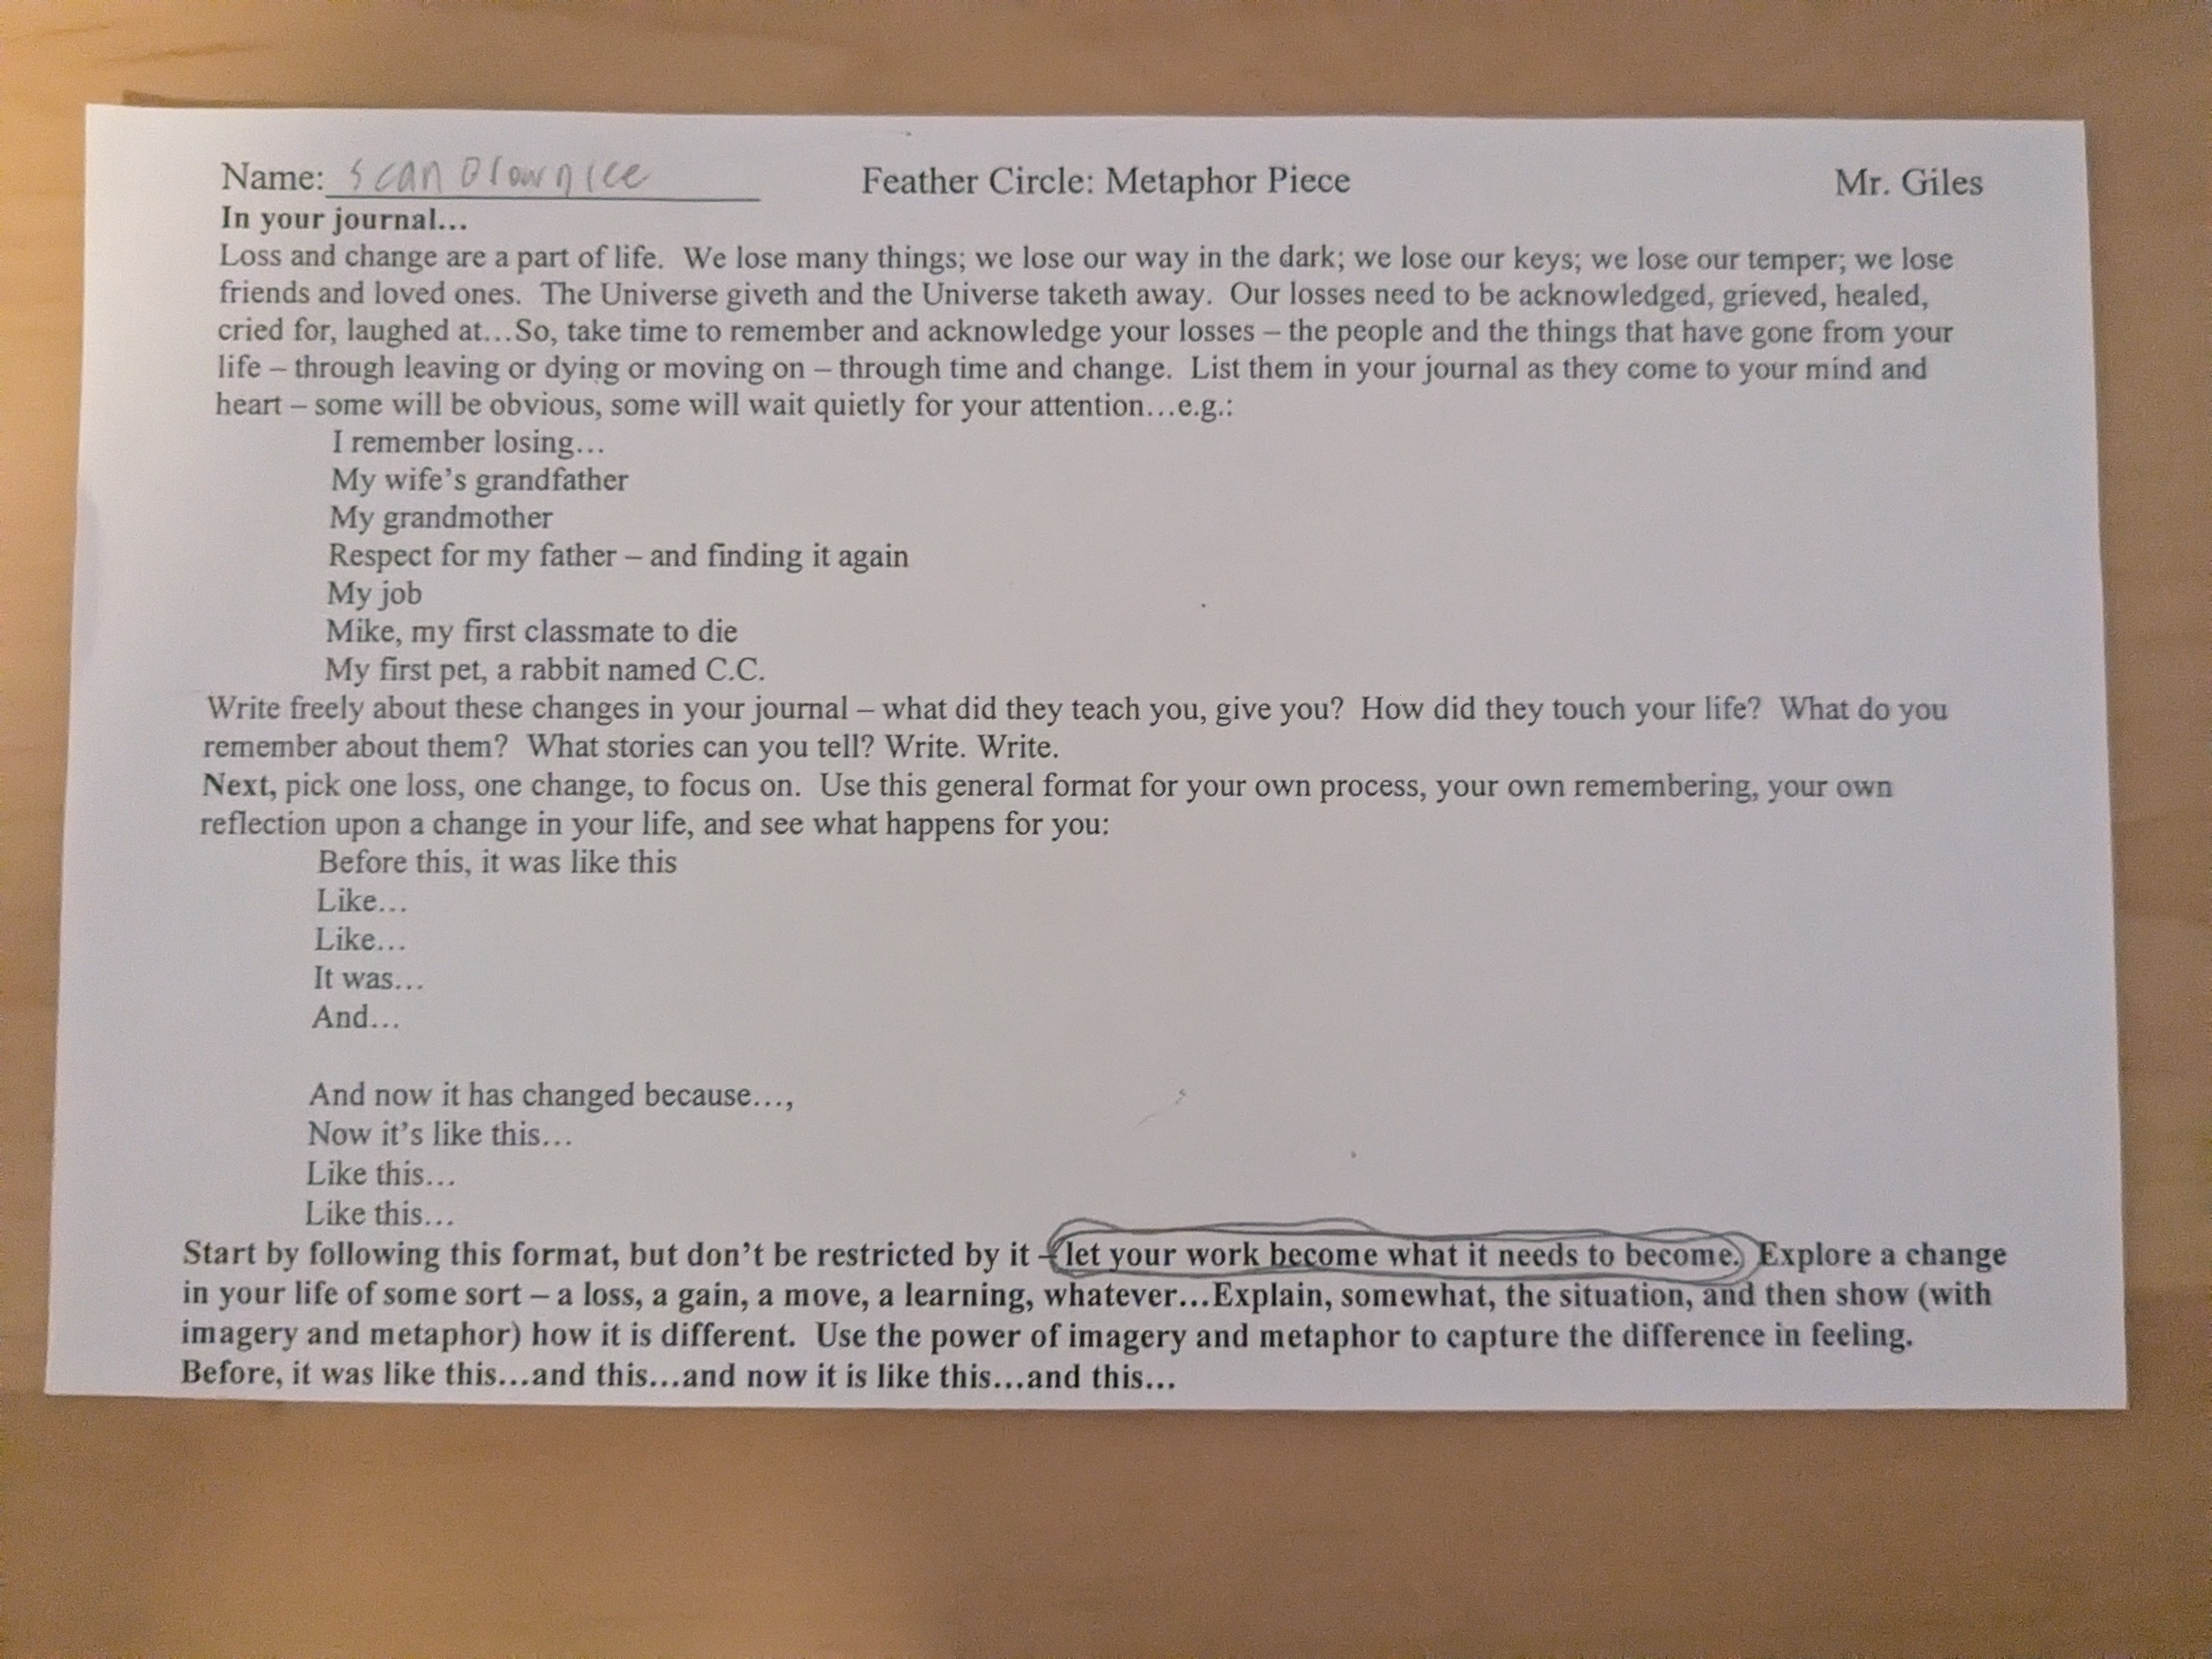 Name: Sean Brownlee Feather Circle: Metaphor Piece Mr. Giles
In your journal...
Loss and change are a part of life.  We lose many things; we lose our way in the dark; we lose our keys; we lose our temper; we lose
friends and loved ones.  The Universe giveth and the Universe taketh away.  Our losses need to be acknowledged, grieved, healed,
cried for, laughed at…So, take time to remember and acknowledge your losses – the people and the things that have gone from your
life – through leaving or dying or moving on – through time and change.  List them in your journal as they come to your mind and
heart – some will be obvious, some will wait quietly for your attention…e.g.:
I remember losing…
My wife’s grandfather
My grandmother
Respect for my father – and finding it again
My job
Mike, my first classmate to die
My first pet, a rabbit named C.C.
Write freely about these changes in your journal – what did they teach you, give you?  How did they touch your life?  What do you
remember about them?  What stories can you tell? Write. Write.
Next, pick one loss, one change, to focus on.  Use this general format for your own process, your own remembering, your own
reflection upon a change in your life, and see what happens for you:
Before this, it was like this
Like…
Like…
It was…
And…
And now it has changed because…,
Now it’s like this…
Like this…
Like this…
Start by following this format, but don’t be restricted by it – let your work become what it needs to become.  Explore a change
in your life of some sort – a loss, a gain, a move, a learning, whatever…Explain, somewhat, the situation, and then show (with
imagery and metaphor) how it is different.  Use the power of imagery and metaphor to capture the difference in feeling.
Before, it was like this…and this…and now it is like this…and this…